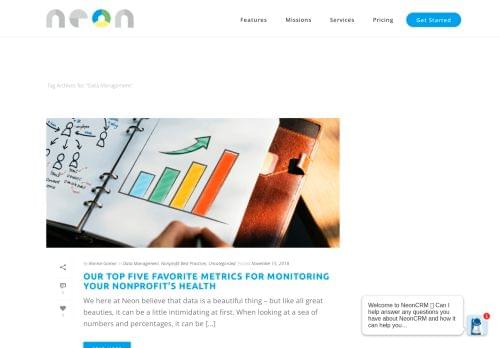 neon
Features Missions Services Pricing Get Started
Tag Archives for: "Data Management"
by Bonnie Gomer in Data Management, Nonprofit Best Practice, Uncategorized Posted November 15, 2018
OUR TOP FIVE FAVORITE METRICS FOR MONITORING
YOUR NONPROFIT'S HEALTH
We here at Neon believe that data is a beautiful thing – but like all great
beauties, it can be a little intimidating at first. When looking at a sea of
numbers and percentages, it can be [...]
Welcome to NeonCRM Can I
help answer any questions
you have about NeonCRM and how it
can help you...
1